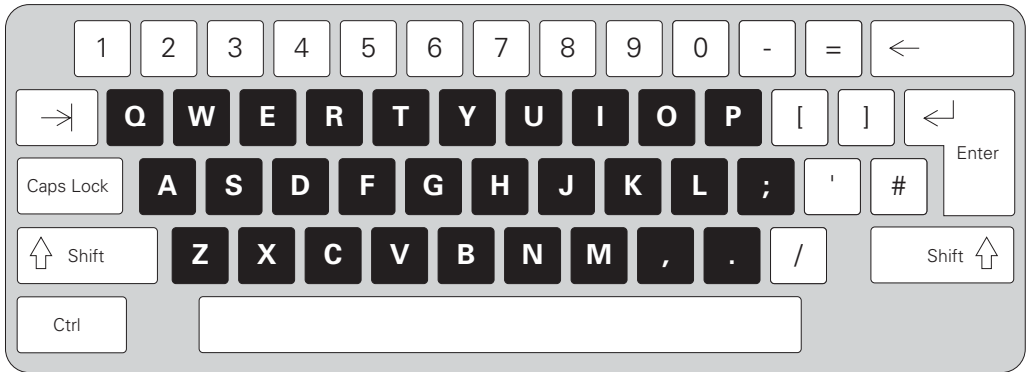 1 2 3 4 5 6 7 8 9 0 - =
Q W E R T Y U I O P [ ] Enter
Caps Lock A S D F G H J K L ; ' #
Shift Z X C V B N M , . / Shift
Ctrl